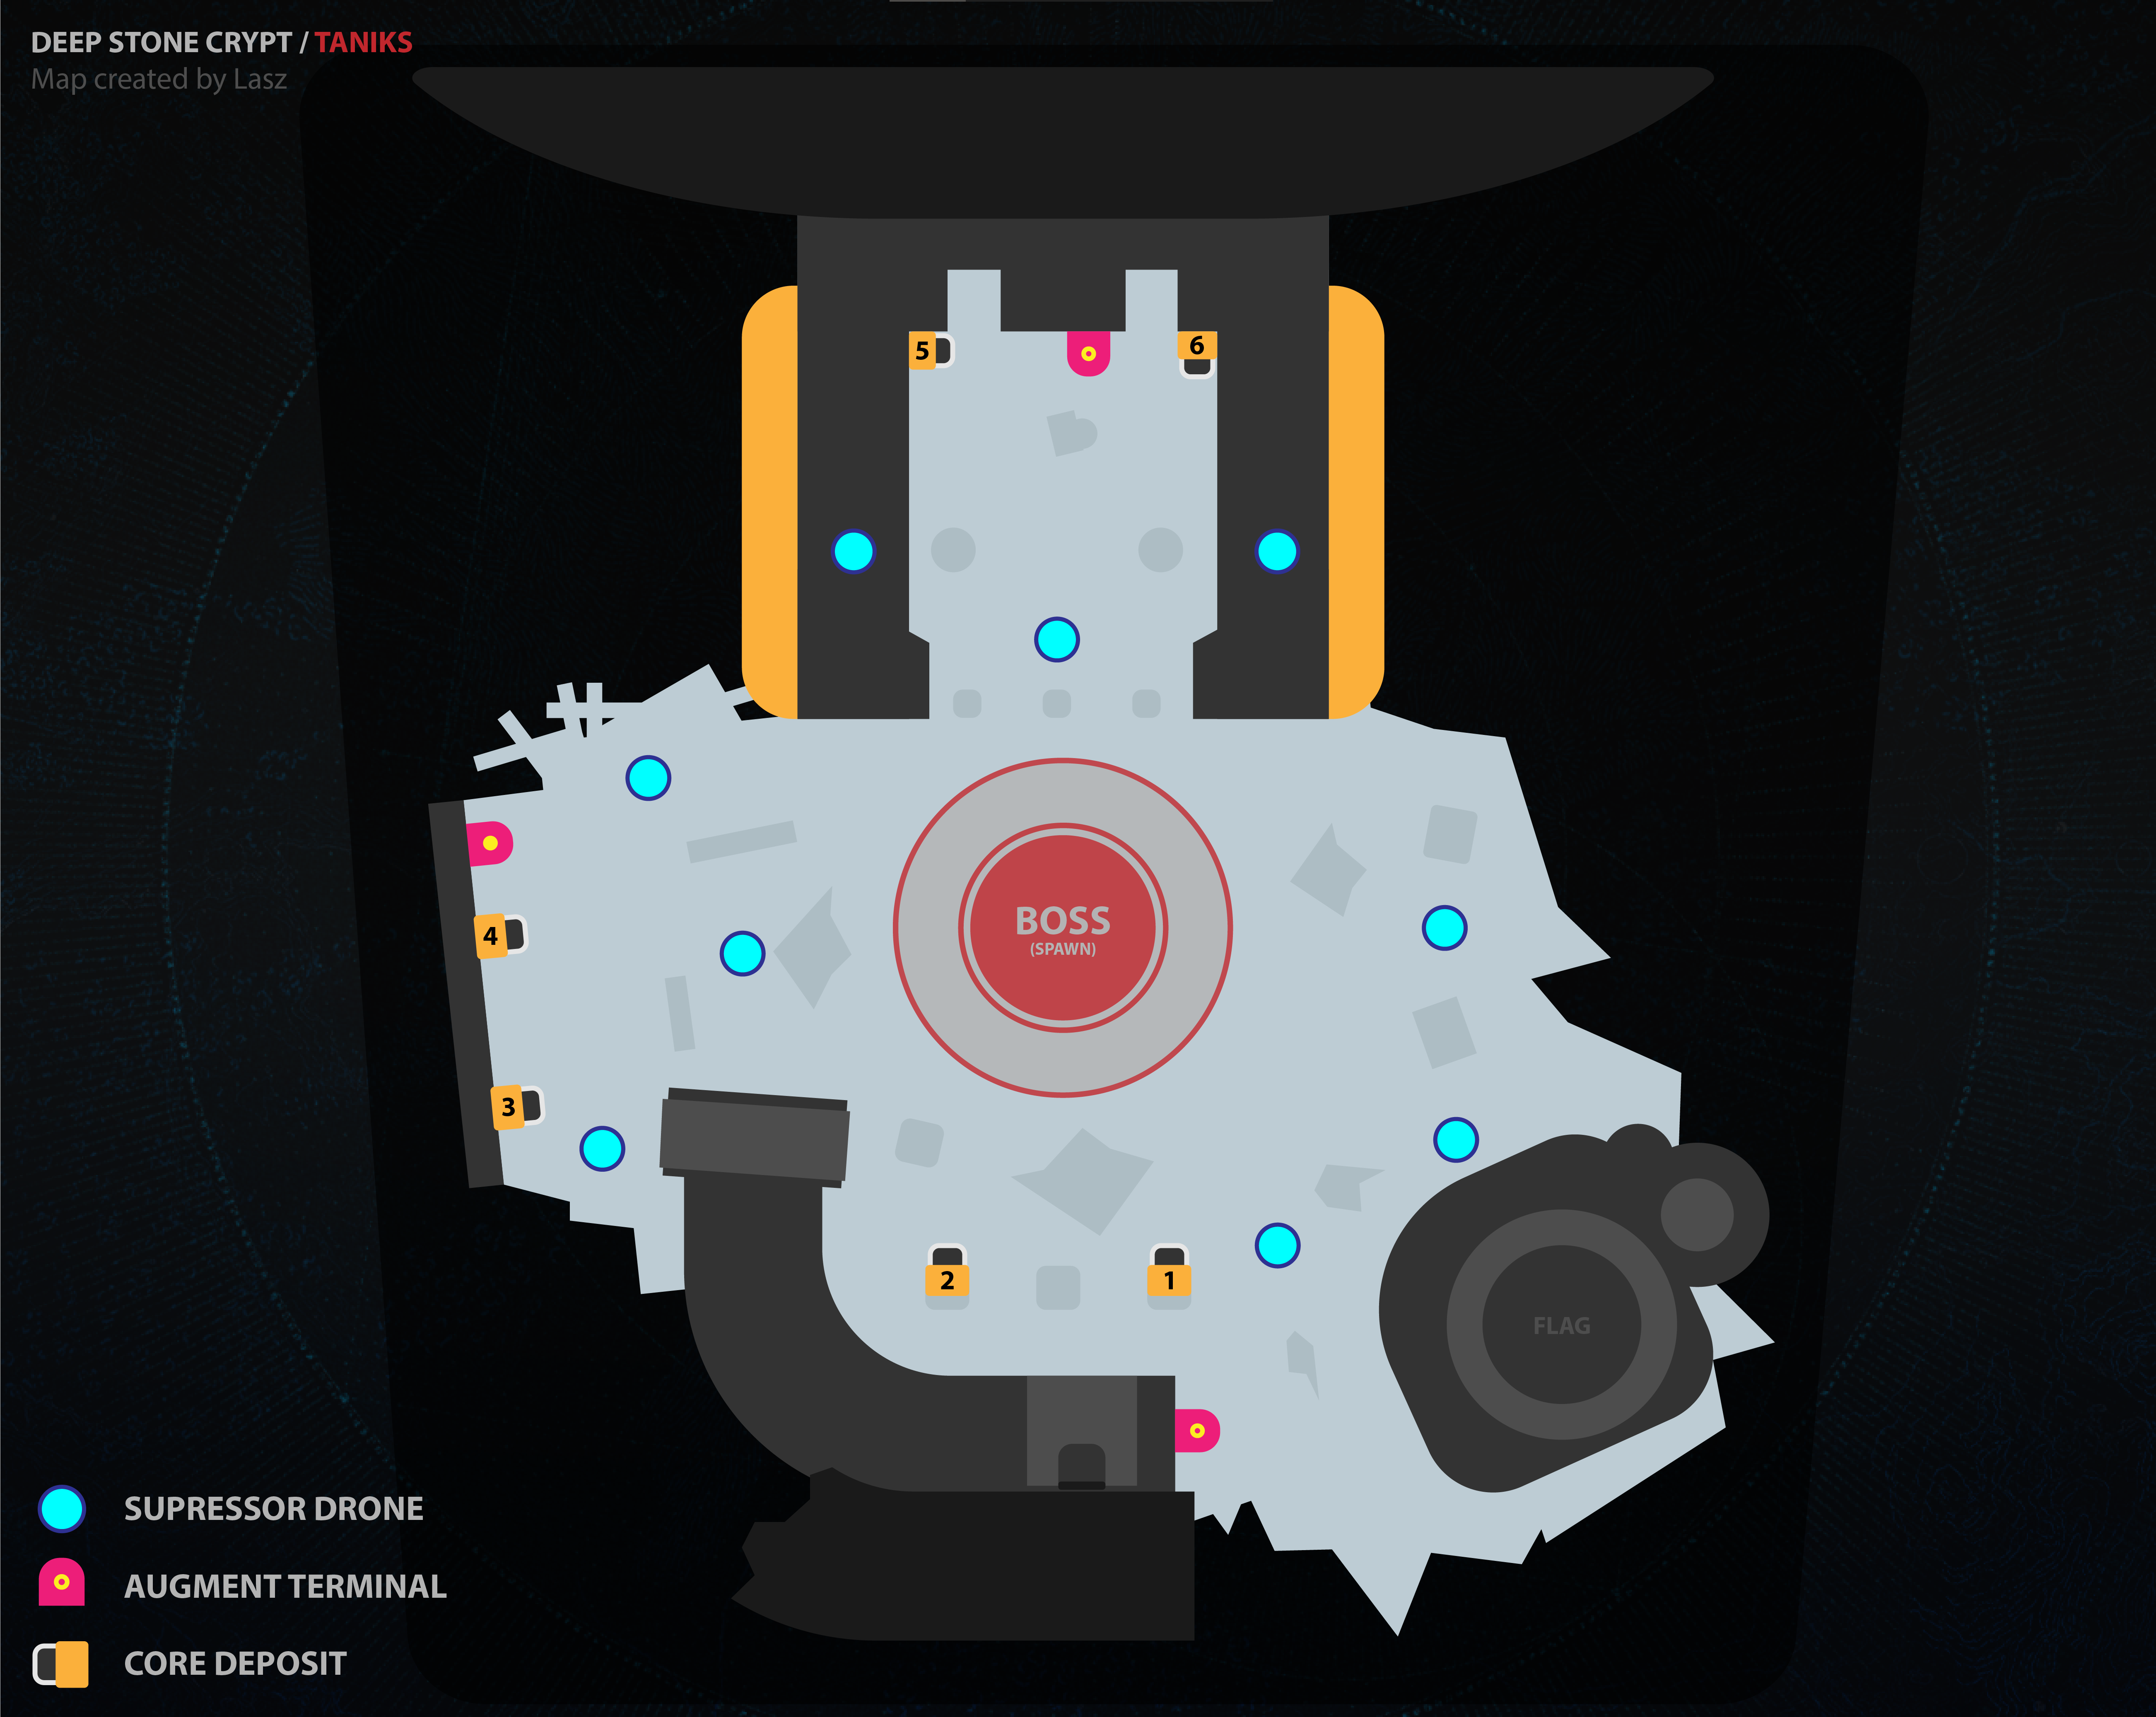 DEEP STONE CRYPT / TANIKS
Map created by Lasz
5
6
BOSS
(SPAWN)
4
3
2
1
FLAG
SUPRESSOR DRONE
AUGMENT TERMINAL
CORE DEPOSIT